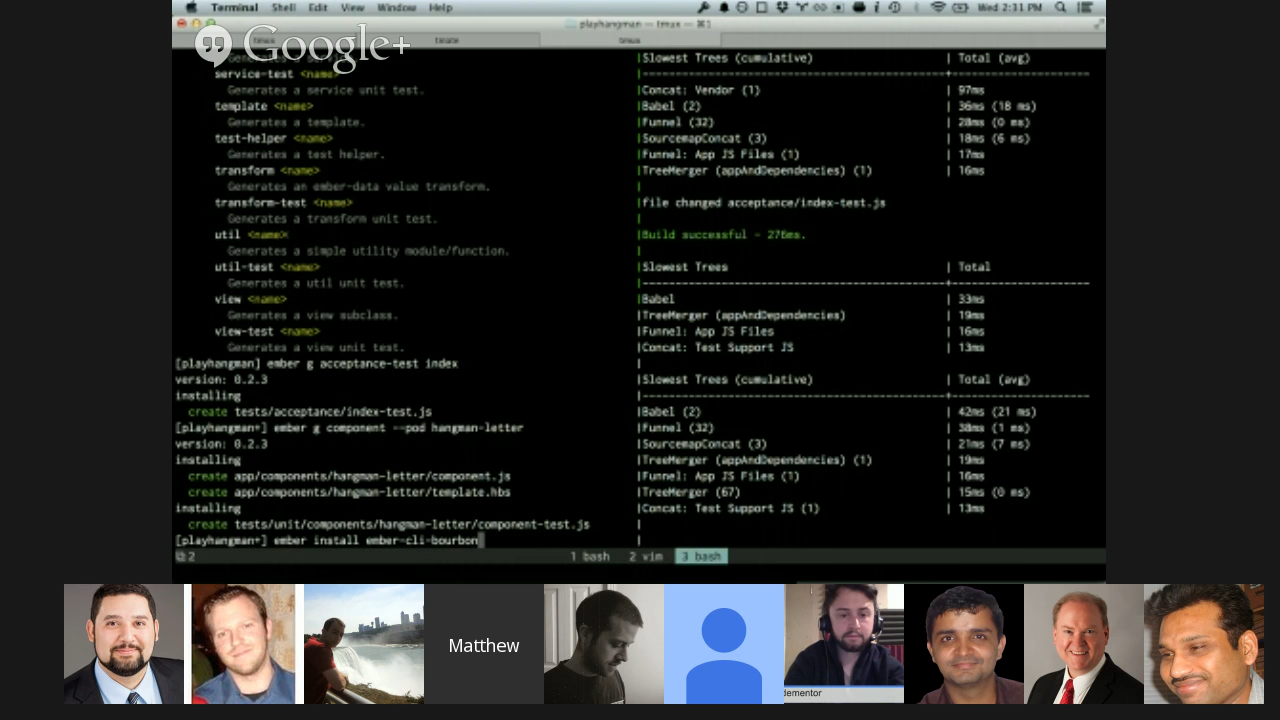 Terminal Shell Edit View Window Help Wed 2:31 PM
playhangman — tmux — ⌘1
tmux tmate tmux
Google+
service-test <name>
Generates a service unit test.
template <name>
Generates a template.
test-helper <name>
Generates a test helper.
transform <name>
Generates an ember-data value transform.
transform-test <name>
Generates a transform unit test.
util <name>
Generates a simple utility module/function.
util-test <name>
Generates a util unit test.
view <name>
Generates a view subclass.
view-test <name>
Generates a view unit test.
[playhangman] ember g acceptance-test index
version: 0.2.3
installing
create tests/acceptance/index-test.js
[playhangman*] ember g component --pod hangman-letter
version: 0.2.3
installing
create app/components/hangman-letter/component.js
create app/components/hangman-letter/template.hbs
installing
create tests/unit/components/hangman-letter/component-test.js
[playhangman*] ember install ember-cli-bourbon
Slowest Trees (cumulative) | Total (avg)
Concat: Vendor (1) | 97ms
Babel (2) | 36ms (18 ms)
Funnel (32) | 28ms (0 ms)
SourcemapConcat (3) | 18ms (6 ms)
Funnel: App JS Files (1) | 17ms
TreeMerger (appAndDependencies) (1) | 16ms
file changed acceptance/index-test.js
Build successful - 276ms.
Slowest Trees | Total
Babel | 33ms
TreeMerger (appAndDependencies) | 19ms
Funnel: App JS Files | 16ms
Concat: Test Support JS | 13ms
Slowest Trees (cumulative) | Total (avg)
Babel (2) | 42ms (21 ms)
Funnel (32) | 38ms (1 ms)
SourcemapConcat (3) | 21ms (7 ms)
TreeMerger (appAndDependencies) (1) | 19ms
Funnel: App JS Files (1) | 16ms
TreeMerger (67) | 15ms (0 ms)
Concat: Test Support JS (1) | 13ms
2 1 bash 2 vim 3 bash
Matthew
dementor